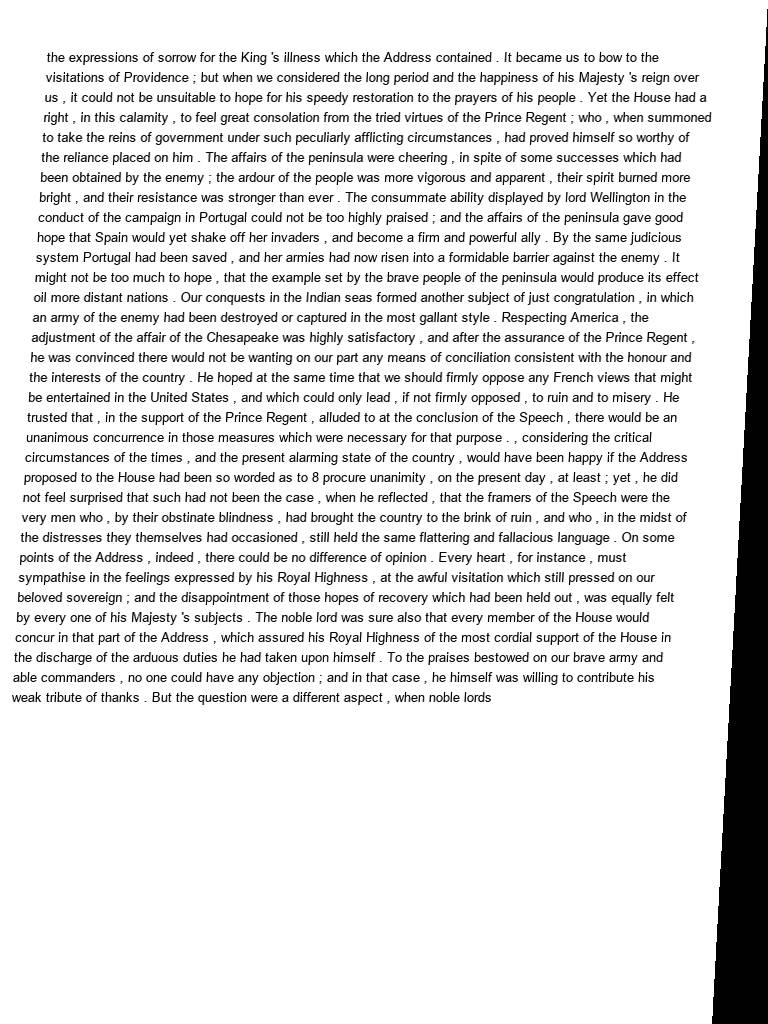 the expressions of sorrow for the King 's illness which the Address contained . It became us to bow to the
visitations of Providence ; but when we considered the long period and the happiness of his Majesty 's reign over
us , it could not be unsuitable to hope for his speedy restoration to the prayers of his people . Yet the House had a
right , in this calamity , to feel great consolation from the tried virtues of the Prince Regent ; who , when summoned
to take the reins of government under such peculiarly afflicting circumstances , had proved himself so worthy of
the reliance placed on him . The affairs of the peninsula were cheering , in spite of some successes which had
been obtained by the enemy ; the ardour of the people was more vigorous and apparent , their spirit burned more
bright , and their resistance was stronger than ever . The consummate ability displayed by lord Wellington in the
conduct of the campaign in Portugal could not be too highly praised ; and the affairs of the peninsula gave good
hope that Spain would yet shake off her invaders , and become a firm and powerful ally . By the same judicious
system Portugal had been saved , and her armies had now risen into a formidable barrier against the enemy . It
might not be too much to hope , that the example set by the brave people of the peninsula would produce its effect
oil more distant nations . Our conquests in the Indian seas formed another subject of just congratulation , in which
an army of the enemy had been destroyed or captured in the most gallant style . Respecting America , the
adjustment of the affair of the Chesapeake was highly satisfactory , and after the assurance of the Prince Regent ,
he was convinced there would not be wanting on our part any means of conciliation consistent with the honour and
the interests of the country . He hoped at the same time that we should firmly oppose any French views that might
be entertained in the United States , and which could only lead , if not firmly opposed , to ruin and to misery . He
trusted that , in the support of the Prince Regent , alluded to at the conclusion of the Speech , there would be an
unanimous concurrence in those measures which were necessary for that purpose . , considering the critical
circumstances of the times , and the present alarming state of the country , would have been happy if the Address
proposed to the House had been so worded as to 8 procure unanimity , on the present day , at least ; yet , he did
not feel surprised that such had not been the case , when he reflected , that the framers of the Speech were the
very men who , by their obstinate blindness , had brought the country to the brink of ruin , and who , in the midst of
the distresses they themselves had occasioned , still held the same flattering and fallacious language . On some
points of the Address , indeed , there could be no difference of opinion . Every heart , for instance , must
sympathise in the feelings expressed by his Royal Highness , at the awful visitation which still pressed on our
beloved sovereign ; and the disappointment of those hopes of recovery which had been held out , was equally felt
by every one of his Majesty 's subjects . The noble lord was sure also that every member of the House would
concur in that part of the Address , which assured his Royal Highness of the most cordial support of the House in
the discharge of the arduous duties he had taken upon himself . To the praises bestowed on our brave army and
able commanders , no one could have any objection ; and in that case , he himself was willing to contribute his
weak tribute of thanks . But the question were a different aspect , when noble lords